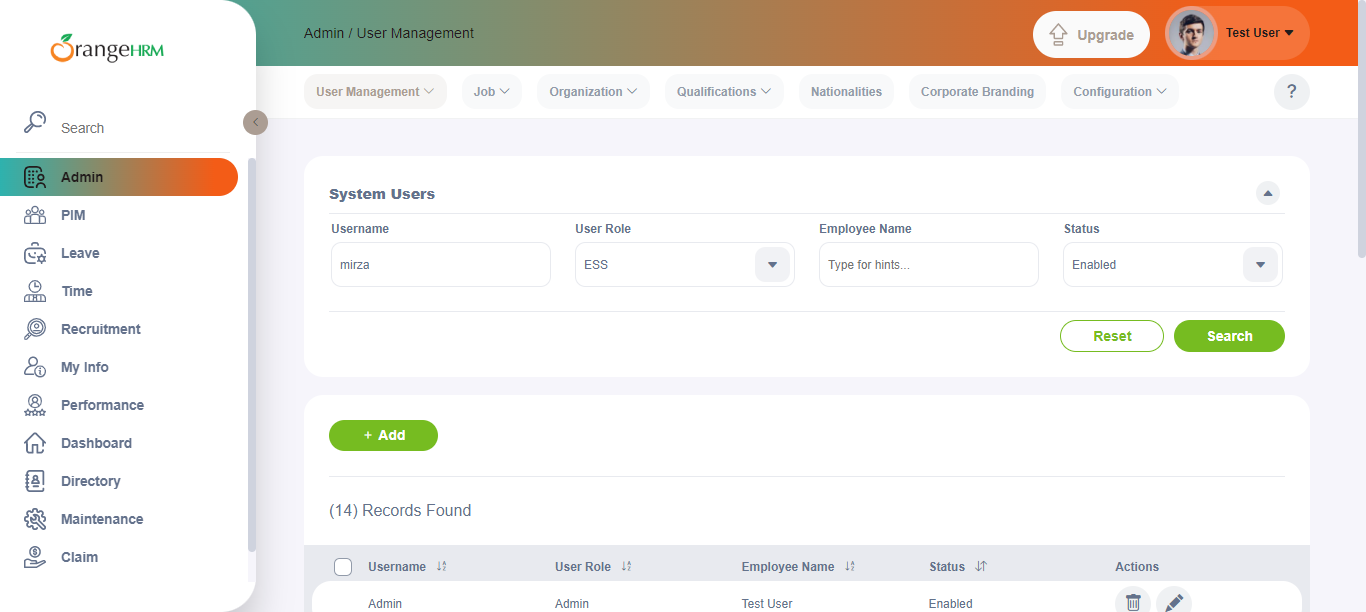 OrangeHRM
Admin / User Management
Upgrade
Test User
User Management
Job
Organization
Qualifications
Nationalities
Corporate Branding
Configuration
?
Search
Admin
PIM
Leave
Time
Recruitment
My Info
Performance
Dashboard
Directory
Maintenance
Claim
System Users
Username User Role Employee Name Status
mirza ESS Type for hints... Enabled
Reset Search
+ Add
(14) Records Found
Username User Role Employee Name Status Actions
Admin Admin Test User Enabled